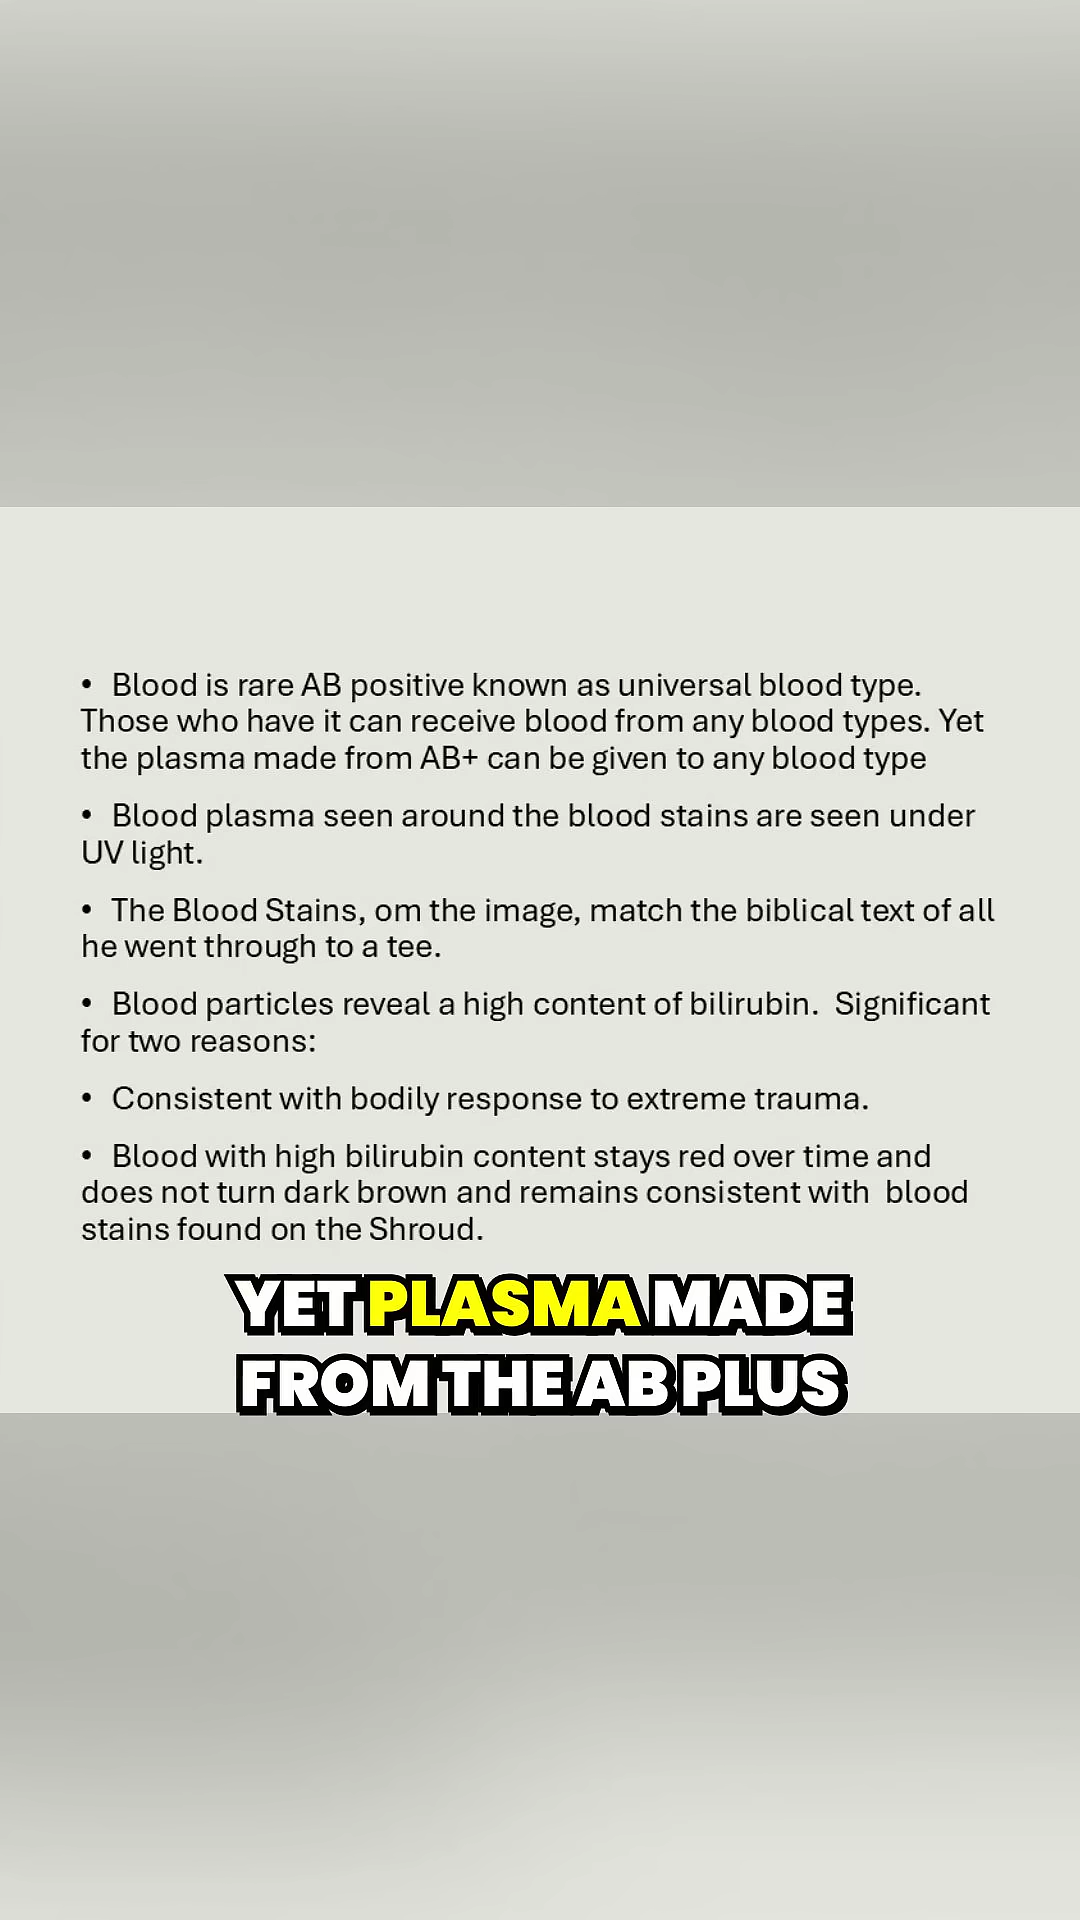 • Blood is rare AB positive known as universal blood type.
Those who have it can receive blood from any blood types. Yet
the plasma made from AB+ can be given to any blood type
• Blood plasma seen around the blood stains are seen under
UV light.
• The Blood Stains, om the image, match the biblical text of all
he went through to a tee.
• Blood particles reveal a high content of bilirubin.  Significant
for two reasons:
• Consistent with bodily response to extreme trauma.
• Blood with high bilirubin content stays red over time and
does not turn dark brown and remains consistent with  blood
stains found on the Shroud.
YET PLASMA MADE
FROM THE AB PLUS